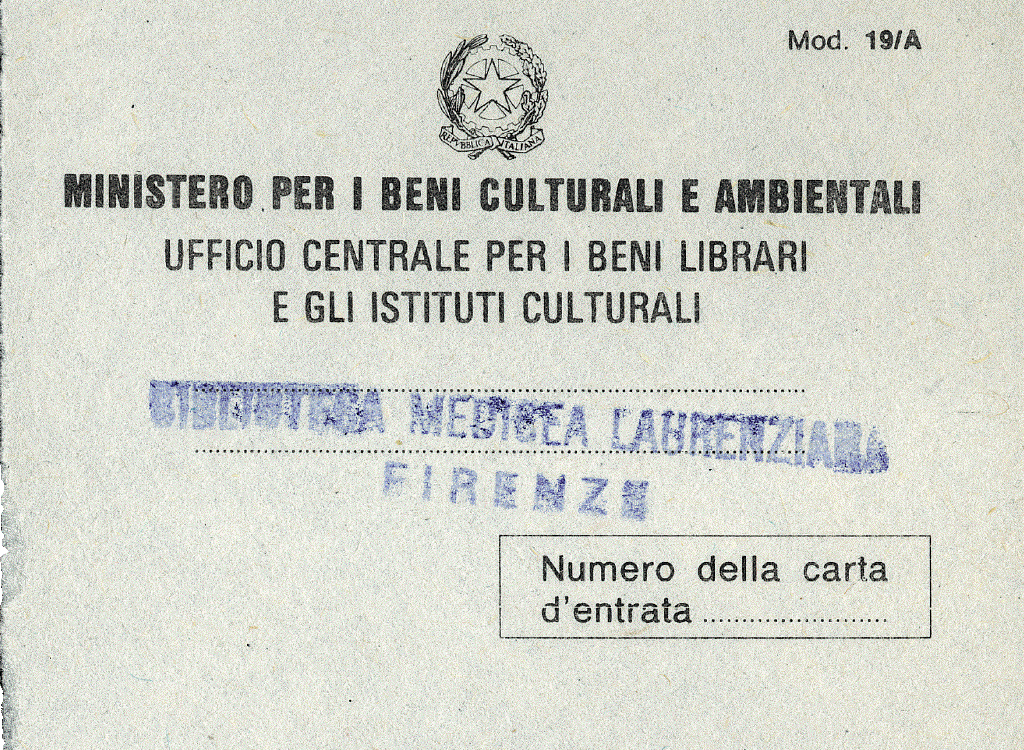 Mod. 19/A
REPVBBLICA ITALIANA
MINISTERO PER I BENI CULTURALI E AMBIENTALI
UFFICIO CENTRALE PER I BENI LIBRARI
E GLI ISTITUTI CULTURALI
BIBLIOTECA MEDICEA LAURENZIANA
FIRENZE
Numero della carta
d'entrata ........................